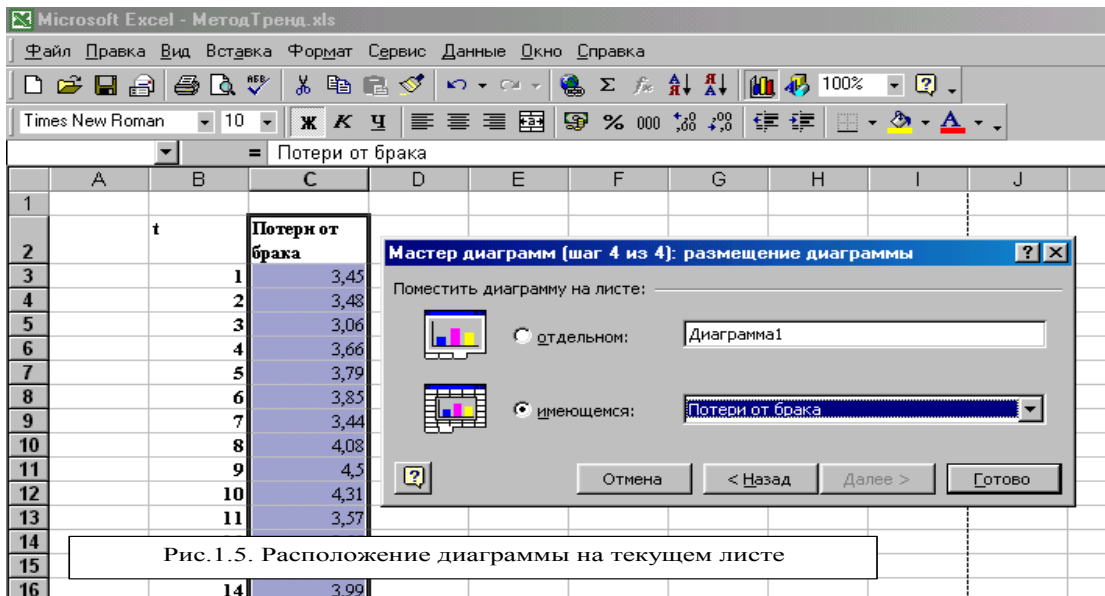 Microsoft Excel - МетодТренд.xls
Файл Правка Вид Вставка Формат Сервис Данные Окно Справка
100%
Times New Roman 10 Ж К Ч % 000
= Потери от брака
A B C D E F G H I J
1
2 t Потери от
брака
3 1 3,45
4 2 3,48
5 3 3,06
6 4 3,66
7 5 3,79
8 6 3,85
9 7 3,44
10 8 4,08
11 9 4,5
12 10 4,31
13 11 3,57
14
15
16 14 3,99
Мастер диаграмм (шаг 4 из 4): размещение диаграммы
Поместить диаграмму на листе:
отдельном: Диаграмма1
имеющемся: Потери от брака
Отмена < Назад Далее > Готово
Рис.1.5. Расположение диаграммы на текущем листе